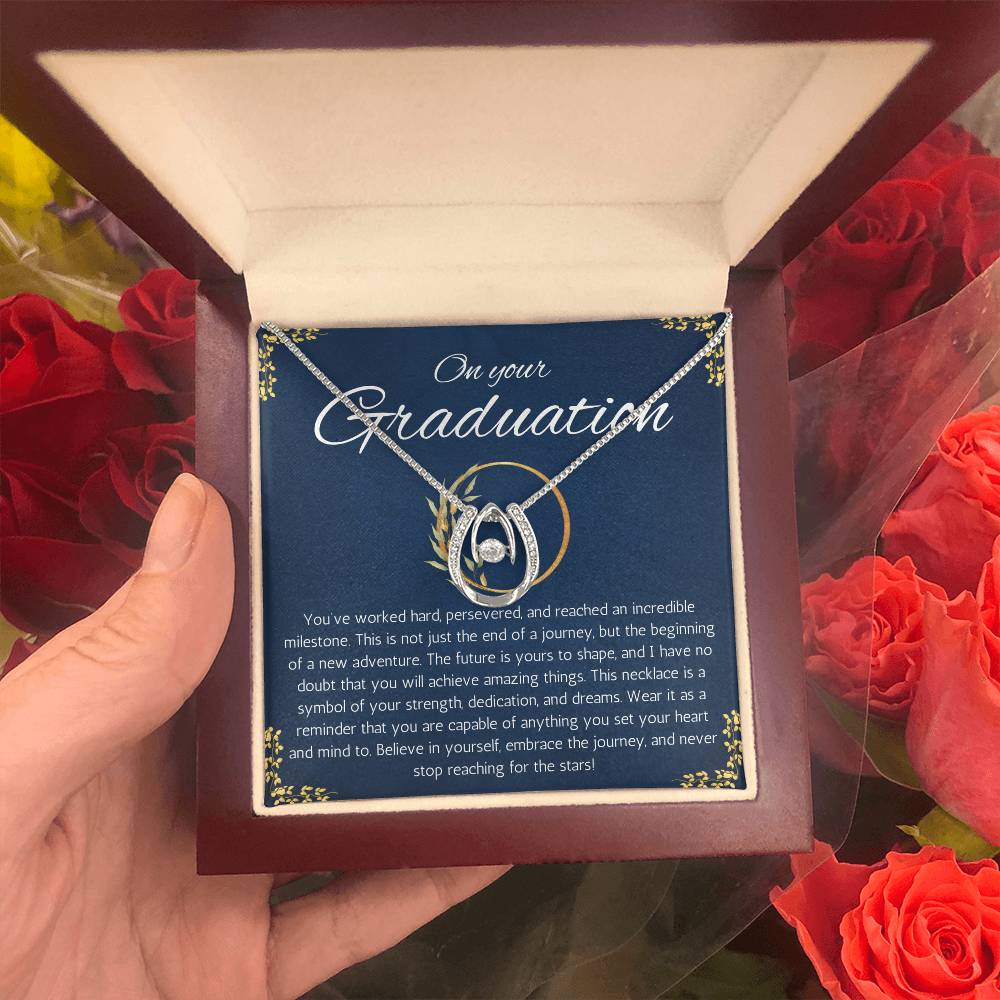 On your
Graduation
You've worked hard, persevered, and reached an incredible
milestone. This is not just the end of a journey, but the beginning
of a new adventure. The future is yours to shape, and I have no
doubt that you will achieve amazing things. This necklace is a
symbol of your strength, dedication, and dreams. Wear it as a
reminder that you are capable of anything you set your heart
and mind to. Believe in yourself, embrace the journey, and never
stop reaching for the stars!